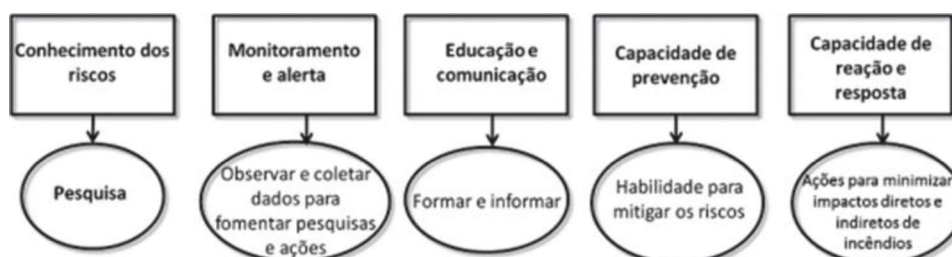 Conhecimento dos
riscos
Monitoramento
e alerta
Educação e
comunicação
Capacidade de
prevenção
Capacidade de
reação e
resposta
Pesquisa
Observar e coletar
dados para
fomentar pesquisas
e ações
Formar e informar
Habilidade para
mitigar os riscos
Ações para minimizar
impactos diretos e
indiretos de
incêndios